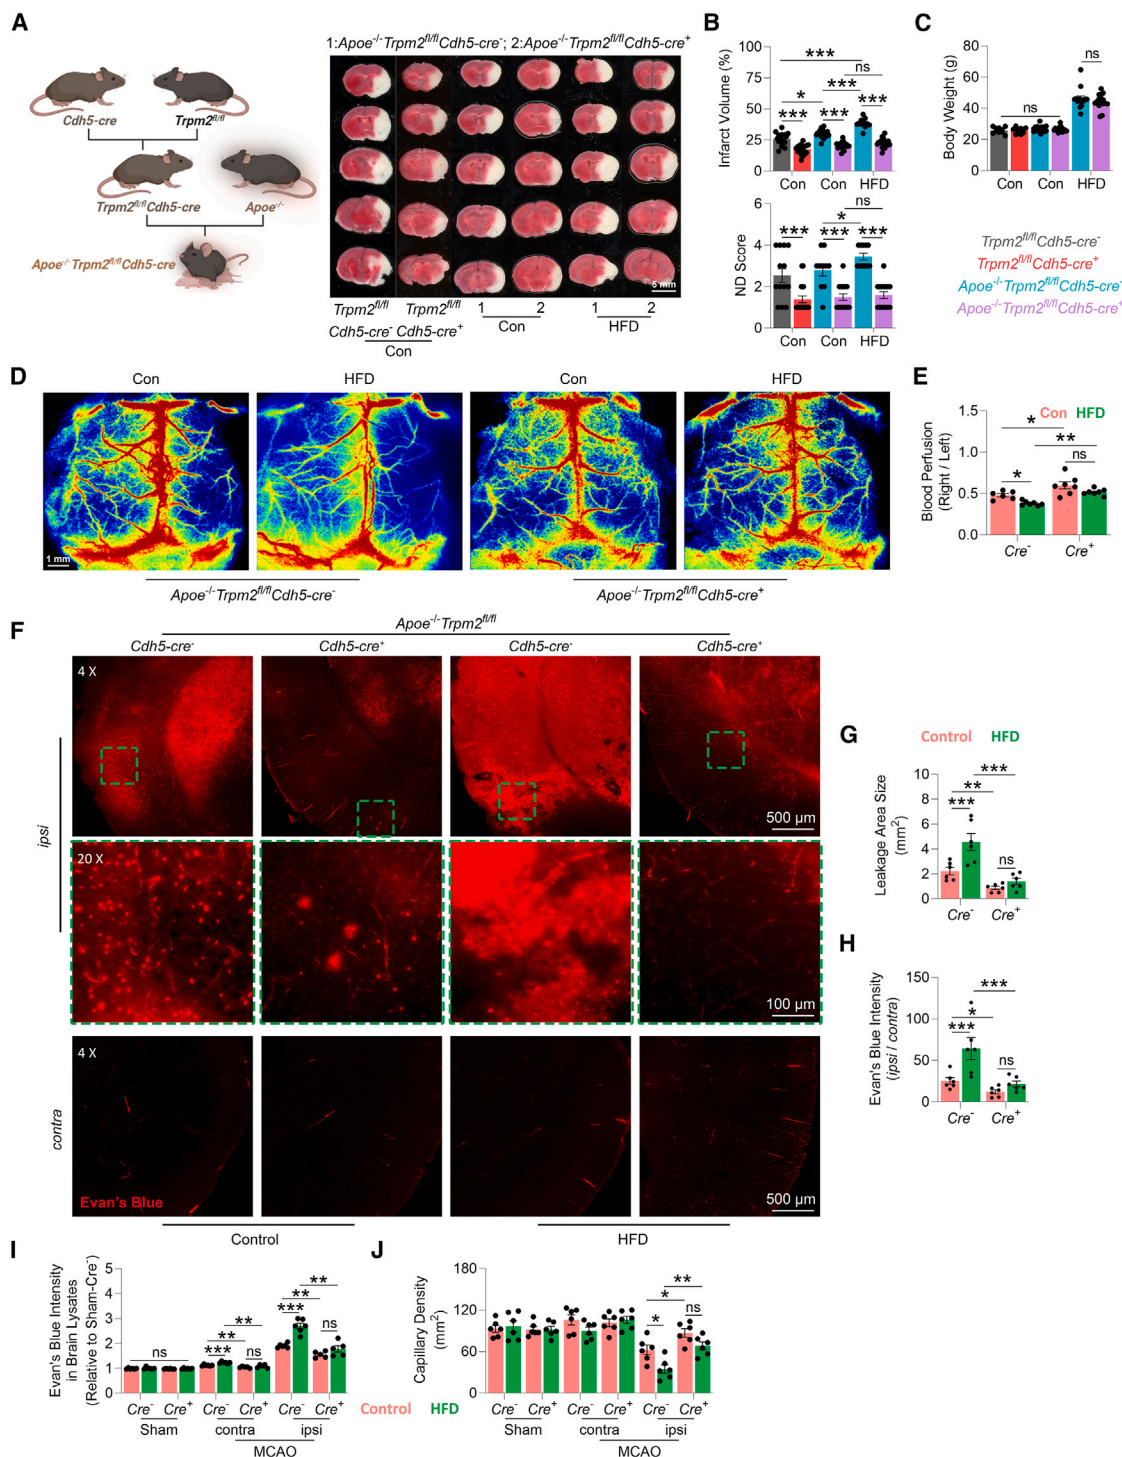 A
1:Apoe-/-Trpm2fl/flCdh5-cre-; 2:Apoe-/-Trpm2fl/flCdh5-cre+
Cdh5-cre
Trpm2fl/fl
Trpm2fl/flCdh5-cre
Apoe-/-
Apoe-/-Trpm2fl/flCdh5-cre
5 mm
Trpm2fl/fl Trpm2fl/fl 1 2 1 2
Cdh5-cre- Cdh5-cre+ Con HFD
Con
B
Infarct Volume (%)
100
75
50
25
0
***
ns
*
***
***
***
***
Con Con HFD
ND Score
6
4
2
0
ns
*
***
***
***
Con Con HFD
C
Body Weight (g)
80
60
40
20
0
ns
ns
Con Con HFD
Trpm2fl/flCdh5-cre-
Trpm2fl/flCdh5-cre+
Apoe-/-Trpm2fl/flCdh5-cre-
Apoe-/-Trpm2fl/flCdh5-cre+
D
Con HFD Con HFD
1 mm
Apoe-/-Trpm2fl/flCdh5-cre-
Apoe-/-Trpm2fl/flCdh5-cre+
E
Blood Perfusion
(Right / Left)
1.5
1.0
0.5
0.0
Con HFD
*
**
*
ns
Cre- Cre+
F
Apoe-/-Trpm2fl/fl
Cdh5-cre- Cdh5-cre+ Cdh5-cre- Cdh5-cre+
4 X
500 µm
ipsi
20 X
100 µm
4 X
contra
Evan's Blue
500 µm
Control HFD
G
Control HFD
Leakage Area Size
(mm2)
10
8
6
4
2
0
***
**
***
ns
Cre- Cre+
H
Evan's Blue Intensity
(ipsi / contra)
150
100
50
0
***
*
***
ns
Cre- Cre+
I
Evan's Blue Intensity
in Brain Lysates
(Relative to Sham-Cre-)
5
4
3
2
1
0
ns
**
**
***
ns
**
**
***
ns
Cre- Cre+ Cre- Cre+ Cre- Cre+
Sham contra ipsi
MCAO
Control HFD
J
Capillary Density
(mm2)
180
120
60
0
**
*
*
ns
Cre- Cre+ Cre- Cre+ Cre- Cre+
Sham contra ipsi
MCAO